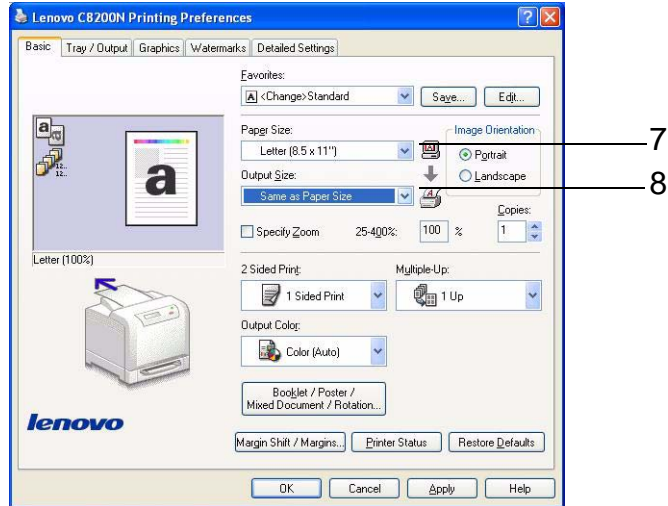 Lenovo C8200N Printing Preferences
Basic Tray / Output Graphics Watermarks Detailed Settings
Favorites:
<Change>Standard Save... Edit...
Paper Size: Image Orientation
Letter (8.5 x 11") Portrait 7
Output Size: Landscape
Same as Paper Size 8
Copies:
Specify Zoom 25-400%: 100 % 1
Letter (100%)
2 Sided Print: Multiple-Up:
1 Sided Print 1 Up
Output Color:
Color (Auto)
Booklet / Poster /
Mixed Document / Rotation...
lenovo
Margin Shift / Margins... Printer Status Restore Defaults
OK Cancel Apply Help